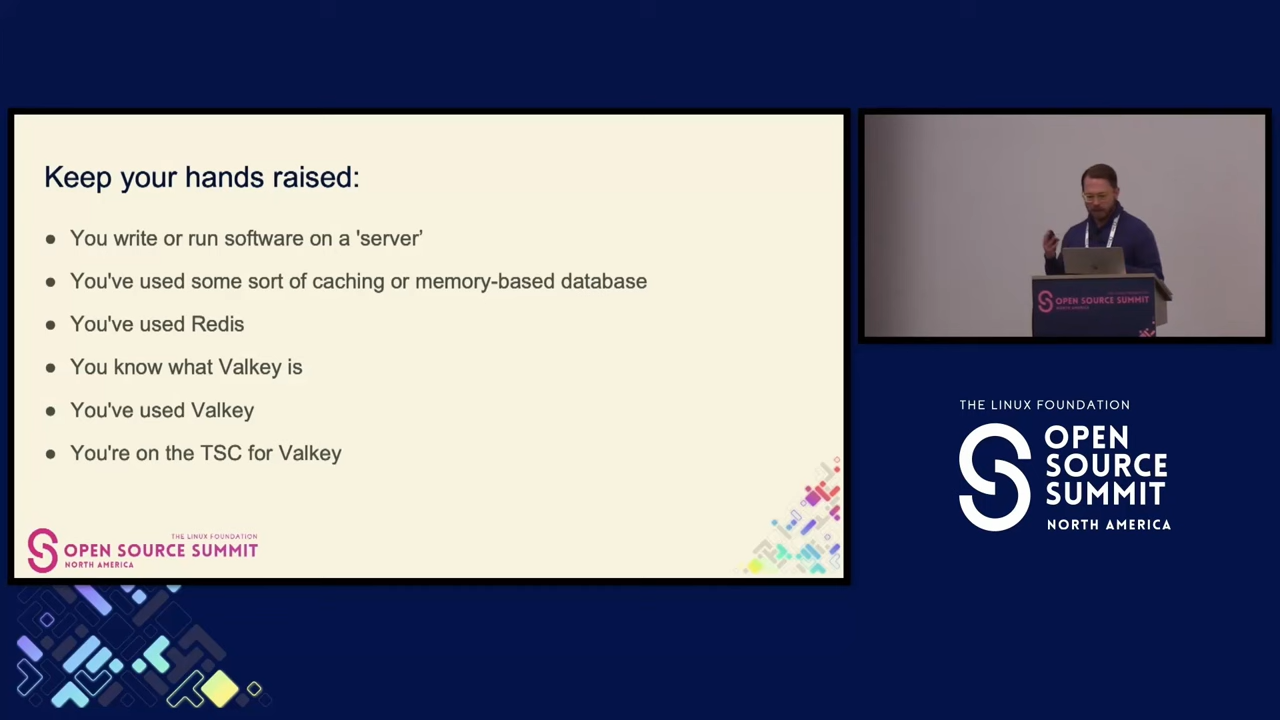 Keep your hands raised:
● You write or run software on a 'server’
● You've used some sort of caching or memory-based database
● You've used Redis
● You know what Valkey is
● You've used Valkey
● You're on the TSC for Valkey
THE LINUX FOUNDATION
OPEN SOURCE SUMMIT
NORTH AMERICA
OPEN SOURCE SUMMIT
THE LINUX FOUNDATION
OPEN
SOURCE
SUMMIT
NORTH AMERICA